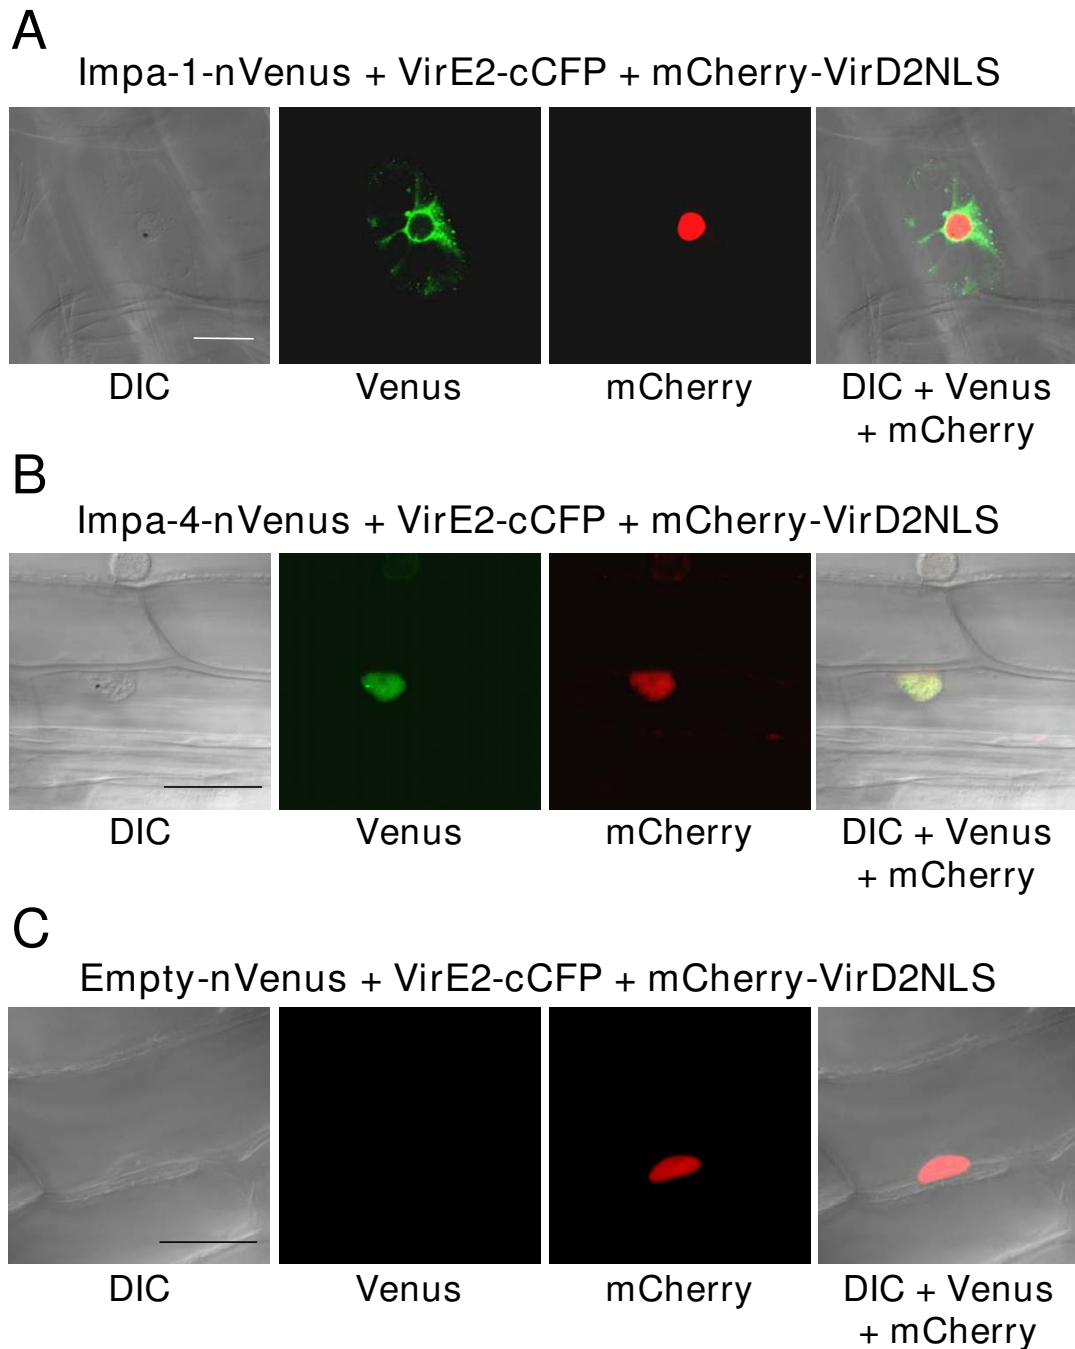 A
Impa-1-nVenus + VirE2-cCFP + mCherry-VirD2NLS
DIC
Venus
mCherry
DIC + Venus
+ mCherry
B
Impa-4-nVenus + VirE2-cCFP + mCherry-VirD2NLS
DIC
Venus
mCherry
DIC + Venus
+ mCherry
C
Empty-nVenus + VirE2-cCFP + mCherry-VirD2NLS
DIC
Venus
mCherry
DIC + Venus
+ mCherry